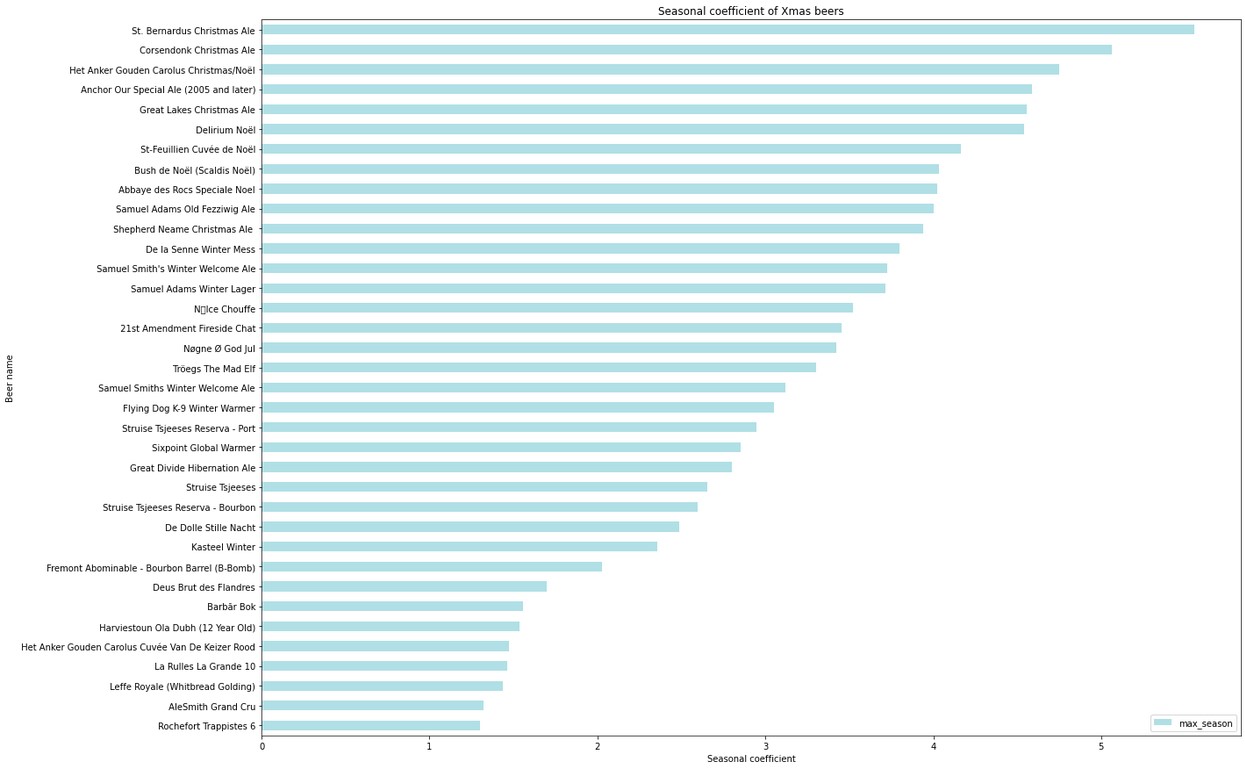 Seasonal coefficient of Xmas beers
St. Bernardus Christmas Ale
Corsendonk Christmas Ale
Het Anker Gouden Carolus Christmas/Noël
Anchor Our Special Ale (2005 and later)
Great Lakes Christmas Ale
Delirium Noël
St-Feuillien Cuvée de Noël
Bush de Noël (Scaldis Noël)
Abbaye des Rocs Speciale Noel
Samuel Adams Old Fezziwig Ale
Shepherd Neame Christmas Ale
De la Senne Winter Mess
Samuel Smith's Winter Welcome Ale
Samuel Adams Winter Lager
N▯Ice Chouffe
21st Amendment Fireside Chat
Nøgne Ø God Jul
Tröegs The Mad Elf
Samuel Smiths Winter Welcome Ale
Flying Dog K-9 Winter Warmer
Struise Tsjeeses Reserva - Port
Sixpoint Global Warmer
Great Divide Hibernation Ale
Struise Tsjeeses
Struise Tsjeeses Reserva - Bourbon
De Dolle Stille Nacht
Kasteel Winter
Fremont Abominable - Bourbon Barrel (B-Bomb)
Deus Brut des Flandres
Barbãr Bok
Harviestoun Ola Dubh (12 Year Old)
Het Anker Gouden Carolus Cuvée Van De Keizer Rood
La Rulles La Grande 10
Leffe Royale (Whitbread Golding)
AleSmith Grand Cru
Rochefort Trappistes 6
Beer name
max_season
0 1 2 3 4 5
Seasonal coefficient